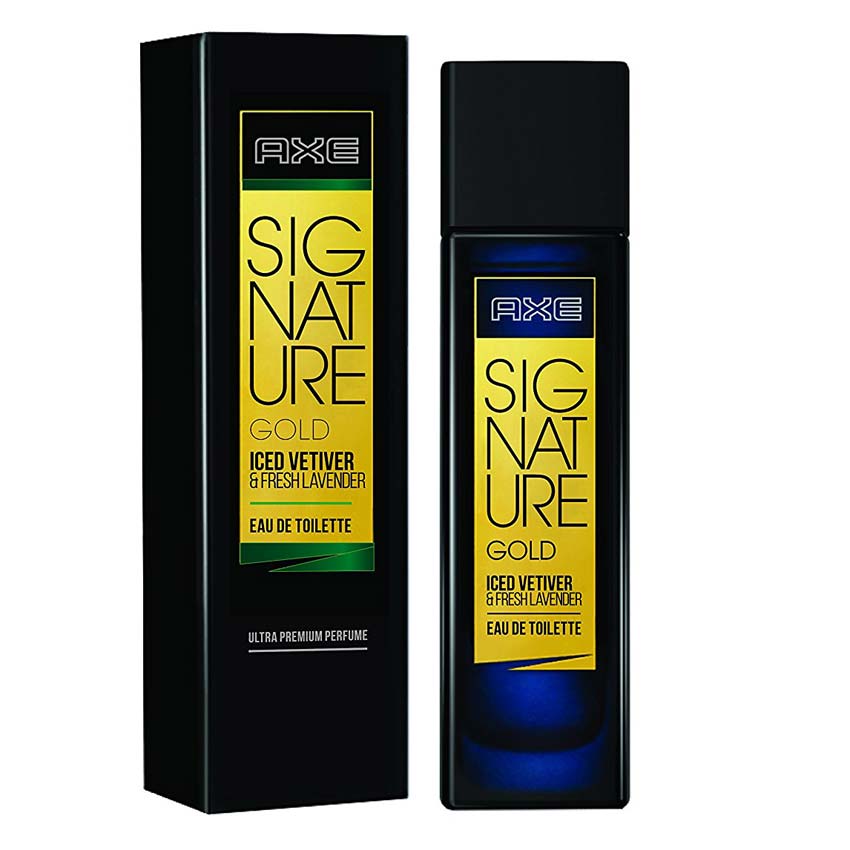 AXE
SIG
NAT
URE
GOLD
ICED VETIVER
& FRESH LAVENDER
EAU DE TOILETTE
ULTRA PREMIUM PERFUME
AXE
SIG
NAT
URE
GOLD
ICED VETIVER
& FRESH LAVENDER
EAU DE TOILETTE